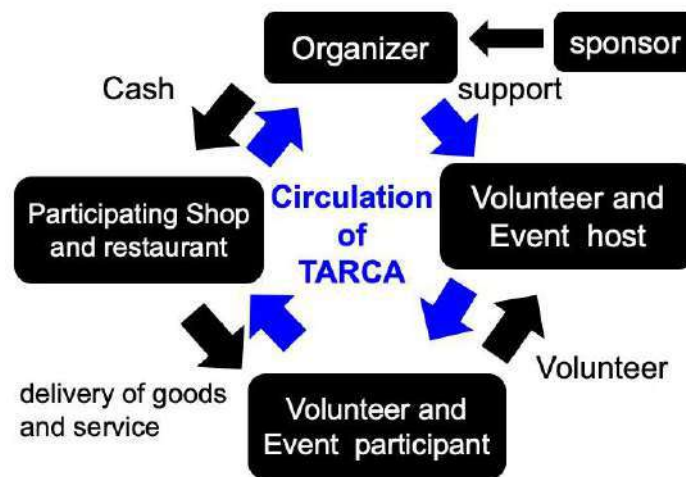 Organizer
sponsor
Cash
support
Participating Shop
and restaurant
Circulation
of
TARCA
Volunteer and
Event host
delivery of goods
and service
Volunteer and
Event participant
Volunteer